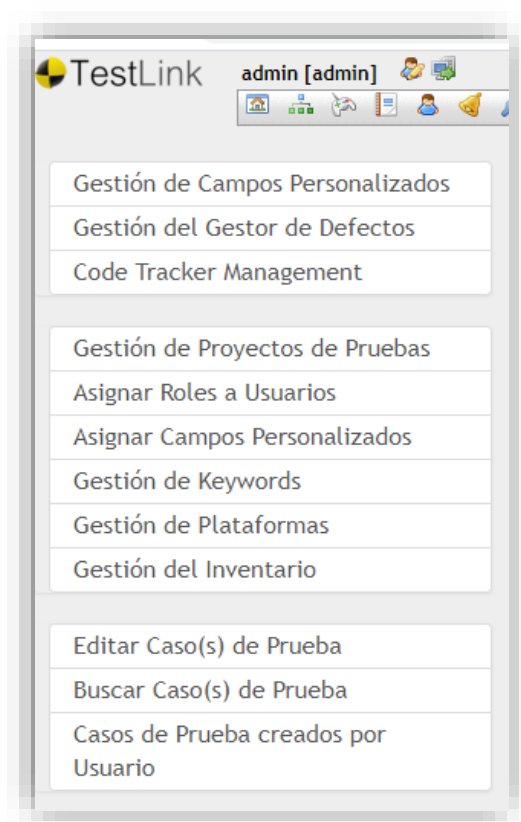 TestLink admin [admin]
Gestión de Campos Personalizados
Gestión del Gestor de Defectos
Code Tracker Management
Gestión de Proyectos de Pruebas
Asignar Roles a Usuarios
Asignar Campos Personalizados
Gestión de Keywords
Gestión de Plataformas
Gestión del Inventario
Editar Caso(s) de Prueba
Buscar Caso(s) de Prueba
Casos de Prueba creados por
Usuario